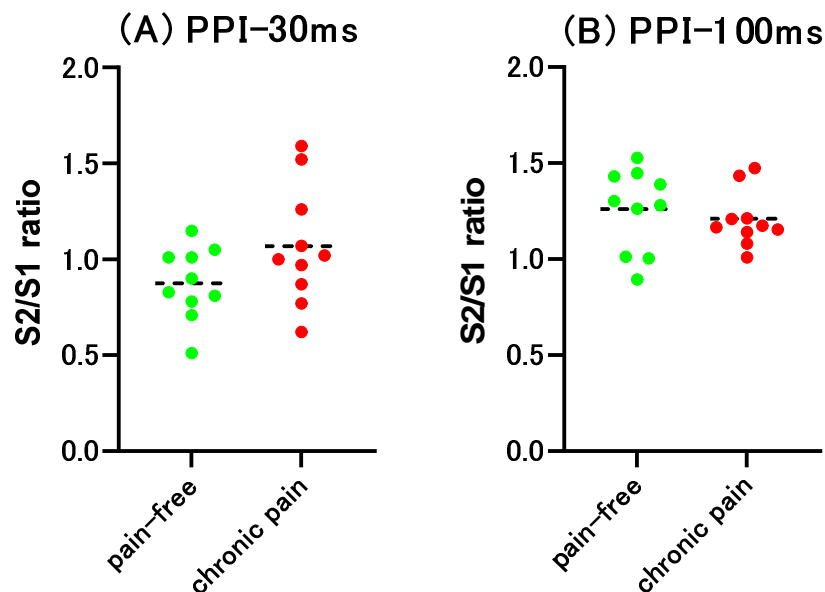 (A) PPI-30ms
2.0
1.5
1.0
0.5
0.0
S2/S1 ratio
pain-free
chronic pain
(B) PPI-100ms
2.0
1.5
1.0
0.5
0.0
S2/S1 ratio
pain-free
chronic pain